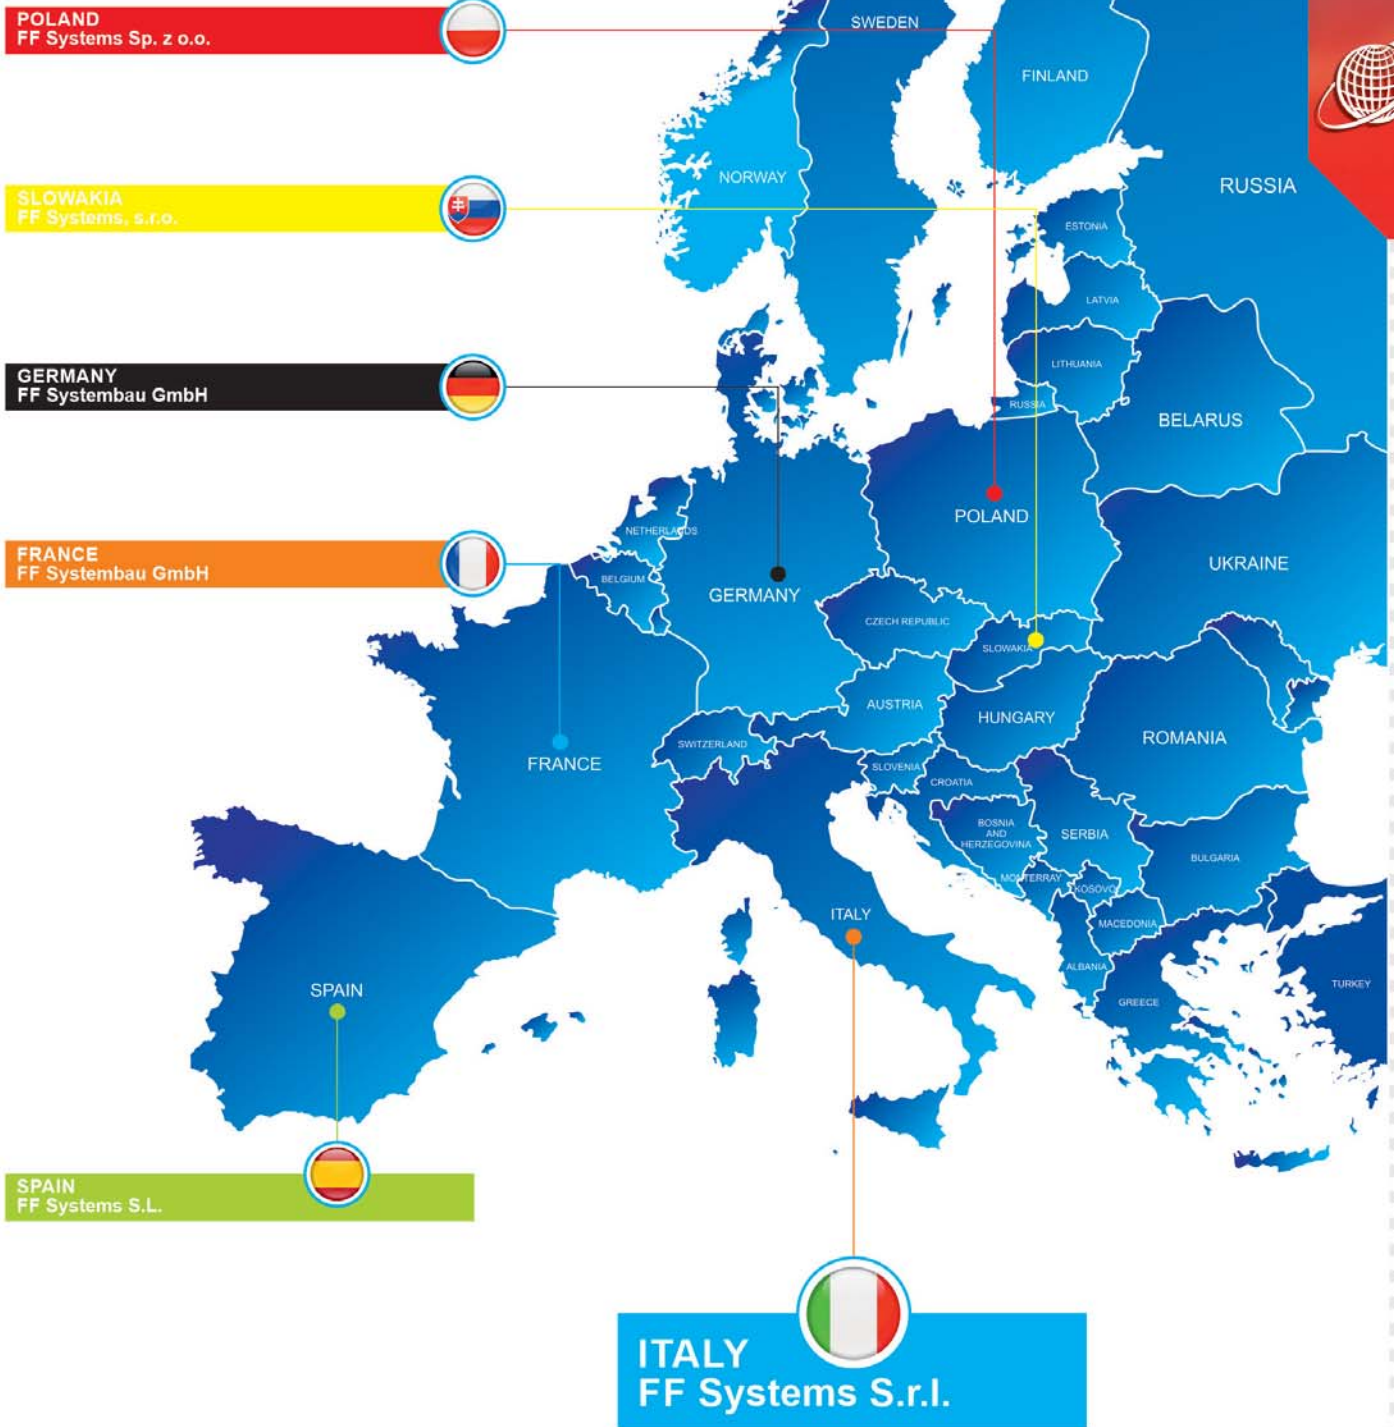 POLAND
FF Systems Sp. z o.o.
SWEDEN
FINLAND
NORWAY
RUSSIA
SLOWAKIA
FF Systems, s.r.o.
ESTONIA
LATVIA
LITHUANIA
GERMANY
FF Systembau GmbH
RUSSIA
BELARUS
POLAND
NETHERLANDS
FRANCE
FF Systembau GmbH
UKRAINE
BELGIUM
GERMANY
CZECH REPUBLIC
SLOWAKIA
AUSTRIA
HUNGARY
ROMANIA
SWITZERLAND
FRANCE
SLOVENIA
CROATIA
BOSNIA
AND
HERZEGOVINA
SERBIA
BULGARIA
MONTERRAY
KOSOVO
ITALY
MACEDONIA
ALBANIA
TURKEY
SPAIN
GREECE
SPAIN
FF Systems S.L.
ITALY
FF Systems S.r.l.